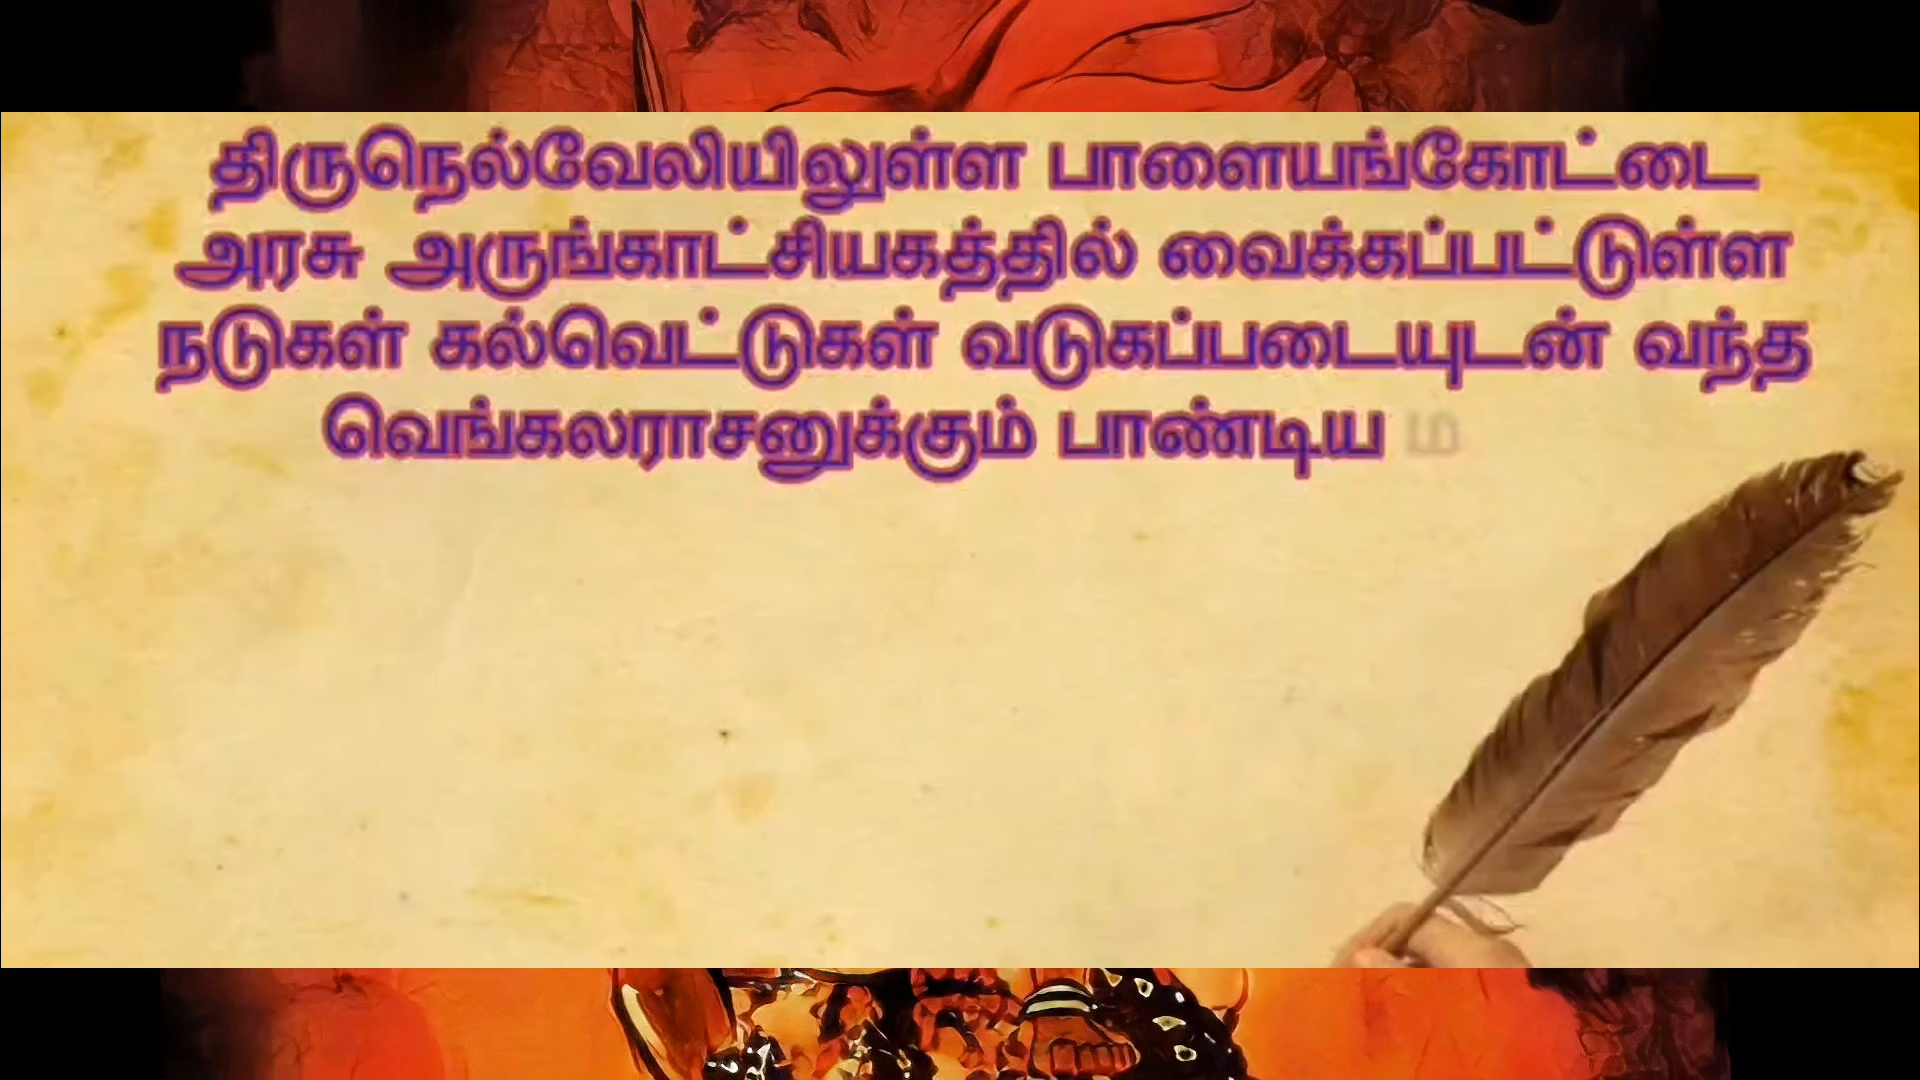 திருநெல்வேலியிலுள்ள பாளையங்கோட்டை
அரசு அருங்காட்சியகத்தில் வைக்கப்பட்டுள்ள
நடுகள் கல்வெட்டுகள் வடுகப்படையுடன் வந்த
வெங்கலராசனுக்கும் பாண்டிய ம